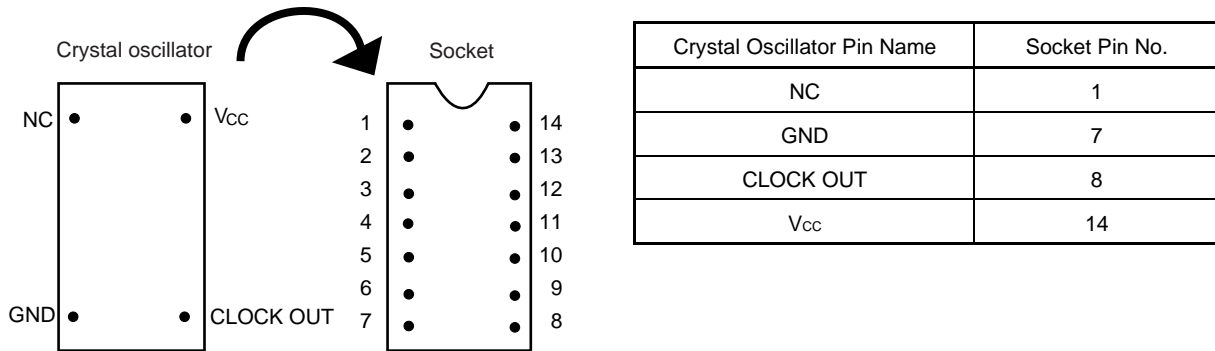 Crystal oscillator
NC
VCC
GND
CLOCK OUT
Socket
1
2
3
4
5
6
7
14
13
12
11
10
9
8
Crystal Oscillator Pin Name Socket Pin No.
NC 1
GND 7
CLOCK OUT 8
VCC 14